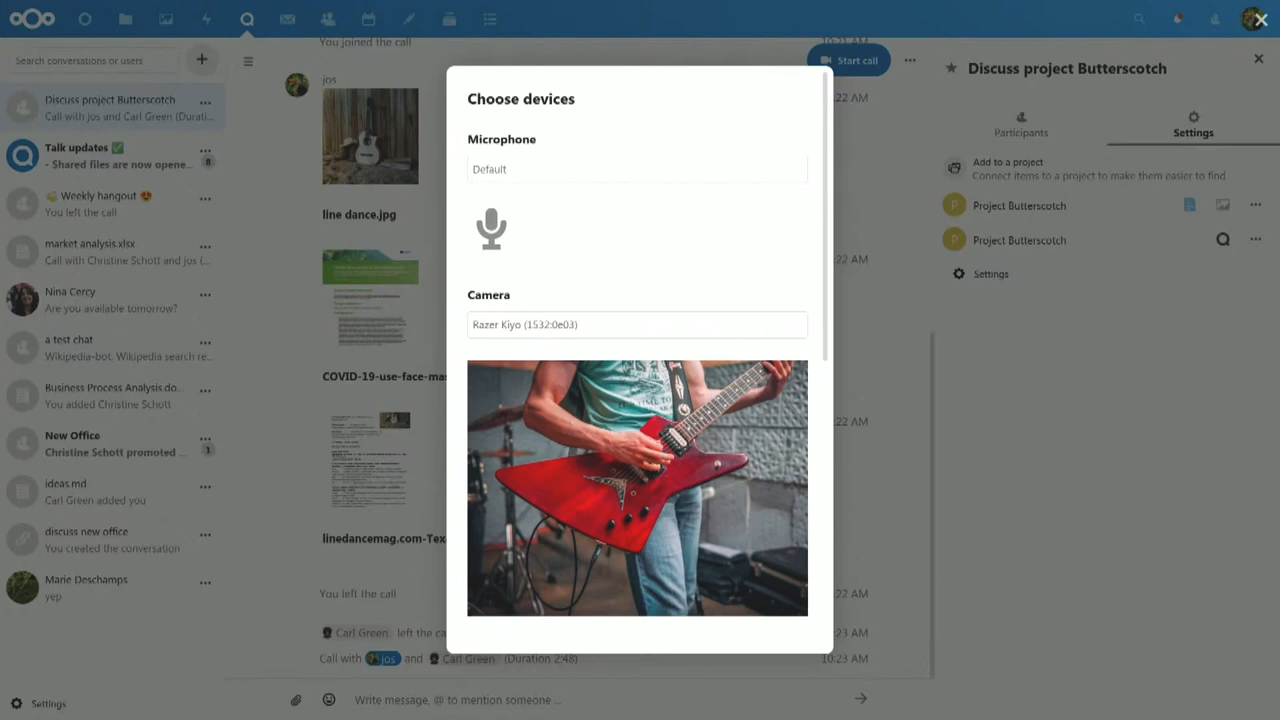 Search conversations or users
Discuss project Butterscotch
Call with jos and Carl Green (Durati...
Talk updates ✅
- Shared files are now opene...
8
👋 Weekly hangout 😍
You left the call
market analysis.xlsx
Call with Christine Schott and jos (...
Nina Cercy
Are you available tomorrow?
a test chat
Wikipedia-bot: Wikipedia search re...
Business Process Analysis do...
You added Christine Schott
New Office
Christine Schott promoted ...
1
ideas.md
Carl Green added you
discuss new office
You created the conversation
Marie Deschamps
yep
Settings
You joined the call
10:21 AM
jos
:22 AM
line dance.jpg
:22 AM
COVID-19-use-face-mas
:22 AM
linedancemag.com-Texa
You left the call
:22 AM
Carl Green left the ca
:23 AM
Call with jos and Carl Green (Duration 2:48)
10:23 AM
Write message, @ to mention someone ...
Start call
Choose devices
Microphone
Default
Camera
Razer Kiyo (1532:0e03)
Discuss project Butterscotch
Participants
Settings
Add to a project
Connect items to a project to make them easier to find
P
Project Butterscotch
P
Project Butterscotch
Settings